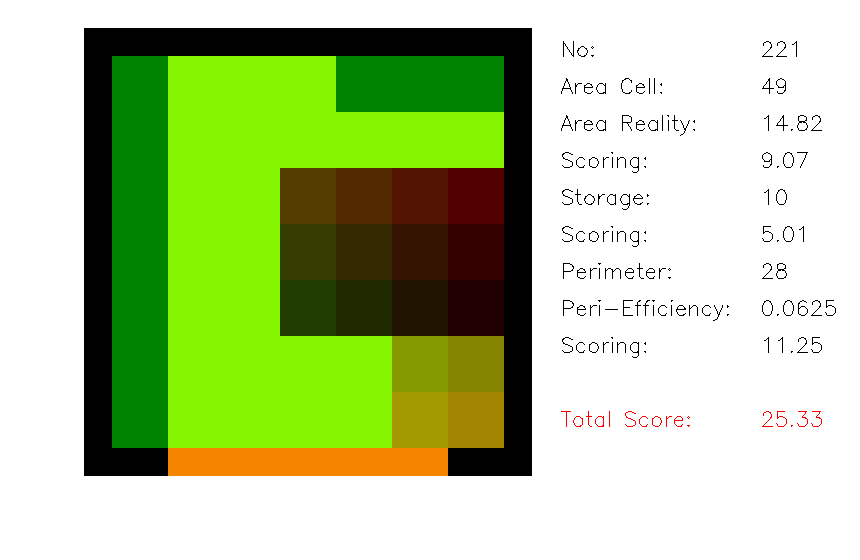 No: 221
Area Cell: 49
Area Reality: 14.82
Scoring: 9.07
Storage: 10
Scoring: 5.01
Perimeter: 28
Peri-Efficiency: 0.0625
Scoring: 11.25
Total Score: 25.33